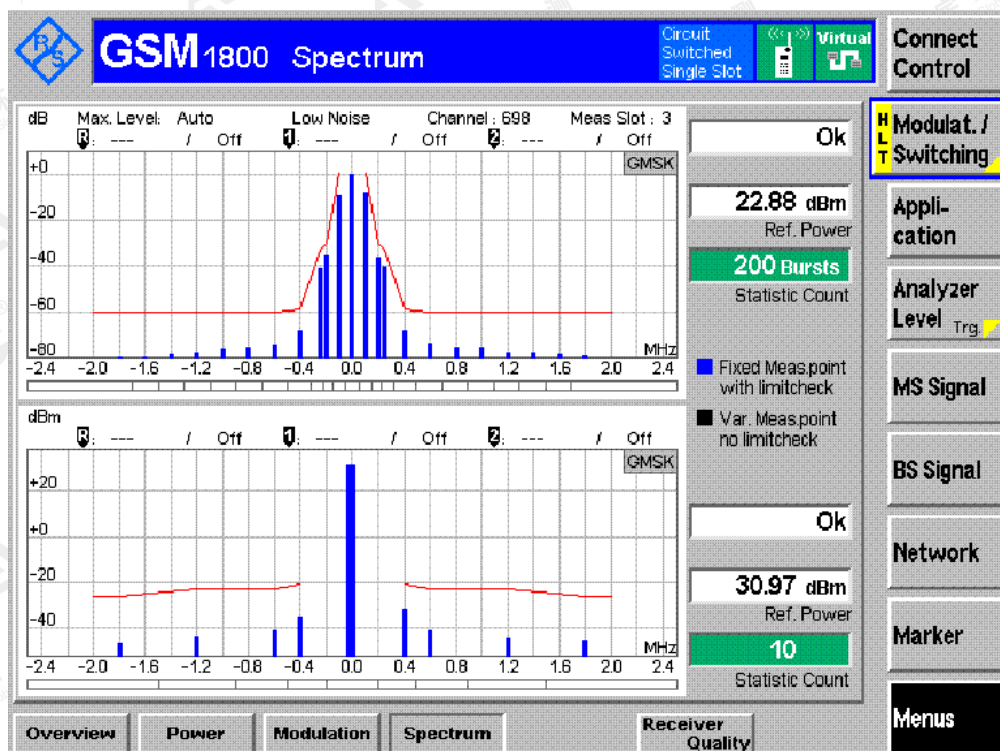 R/S
GSM 1800 Spectrum
Circuit
Switched
Single Slot
Virtual
Connect
Control
dB Max. Level: Auto Low Noise Channel : 698 Meas Slot : 3
R : --- / Off 1 : --- / Off 2 : --- / Off
GMSK
+0
-20
-40
-60
-80
MHz
-2.4 -2.0 -1.6 -1.2 -0.8 -0.4 0.0 0.4 0.8 1.2 1.6 2.0 2.4
Ok
22.88 dBm
Ref. Power
200 Bursts
Statistic Count
Fixed Meas.point
with limitcheck
Var. Meas.point
no limitcheck
dBm
R : --- / Off 1 : --- / Off 2 : --- / Off
GMSK
+20
+0
-20
-40
MHz
-2.4 -2.0 -1.6 -1.2 -0.8 -0.4 0.0 0.4 0.8 1.2 1.6 2.0 2.4
Ok
30.97 dBm
Ref. Power
10
Statistic Count
HLT
Modulat. /
Switching
Appli-
cation
Analyzer
Level Trg.
MS Signal
BS Signal
Network
Marker
Menus
Overview
Power
Modulation
Spectrum
Receiver
Quality